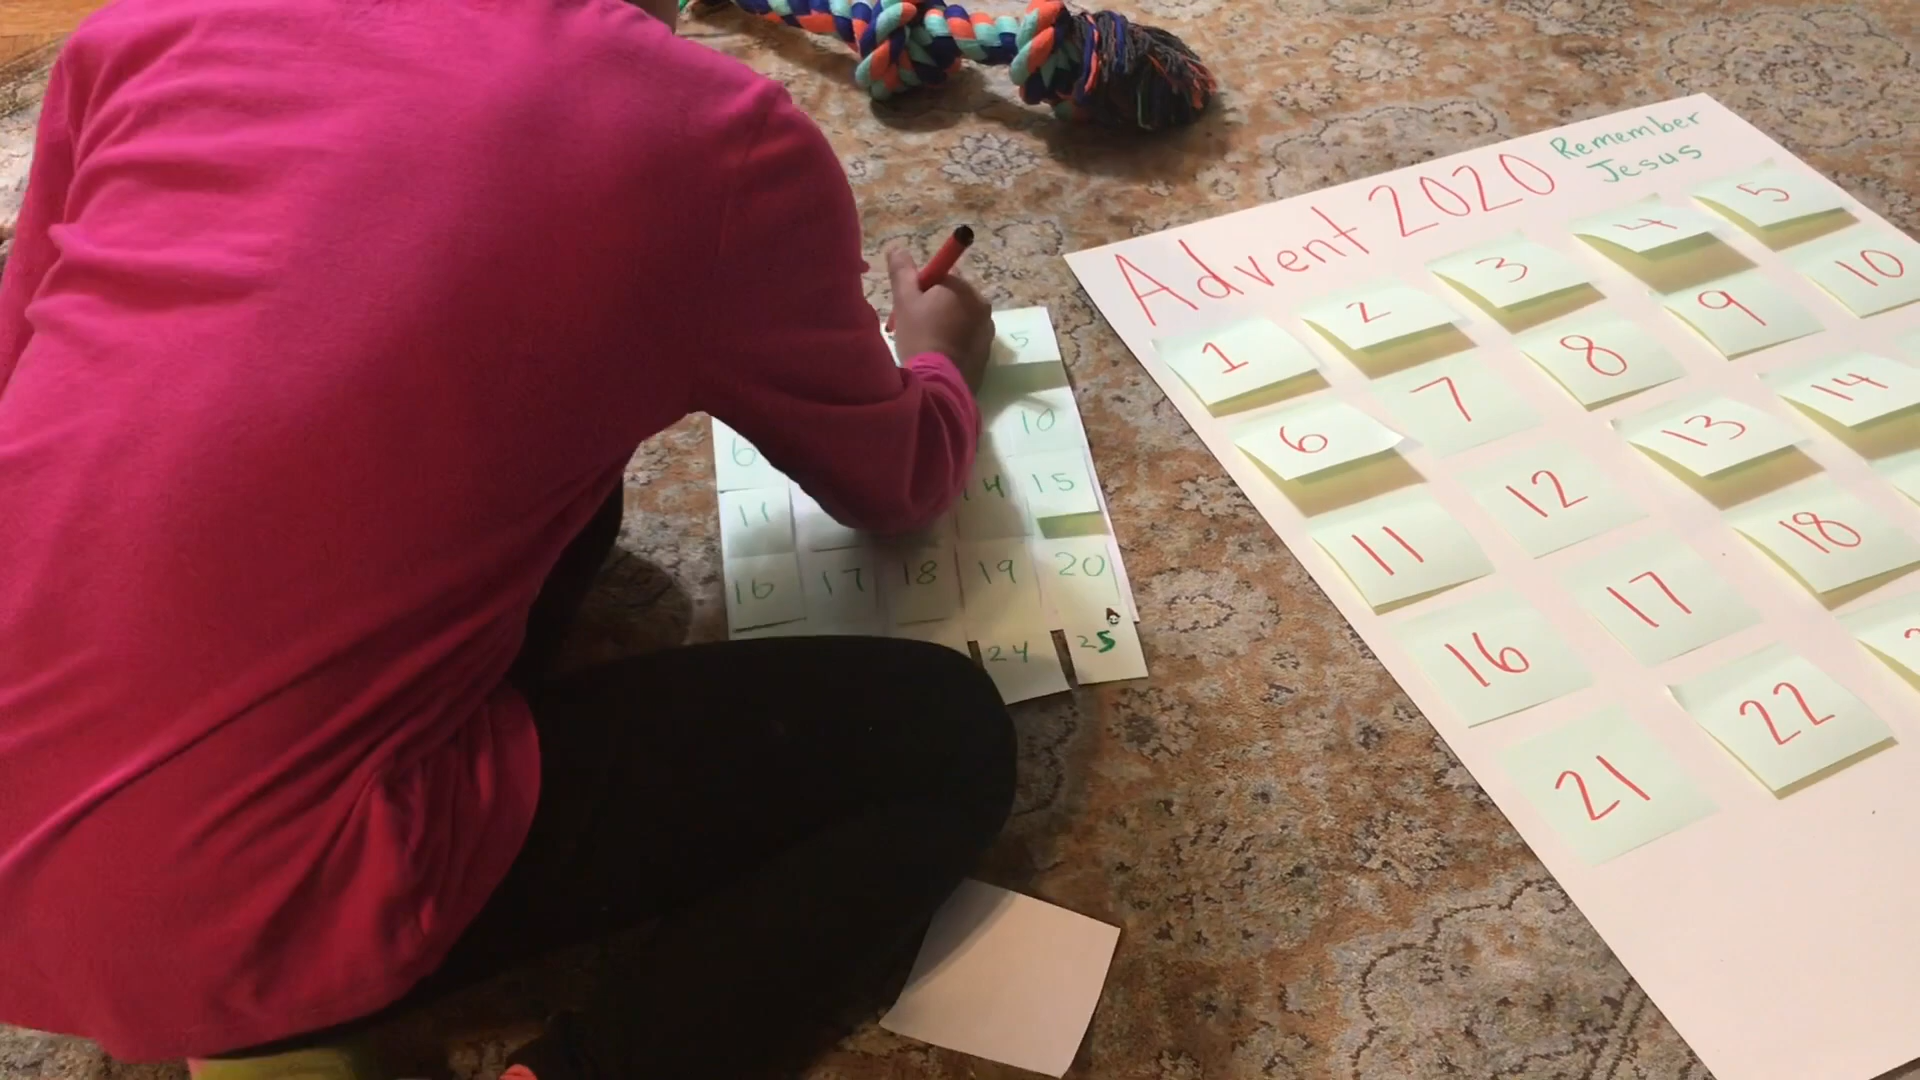 Advent 2020 Remember
Jesus
1 2 3 4 5
6 7 8 9 10
11 12 13 14
16 17 18
21 22
5
6 10
11 14 15
16 17 18 19 20
24 25